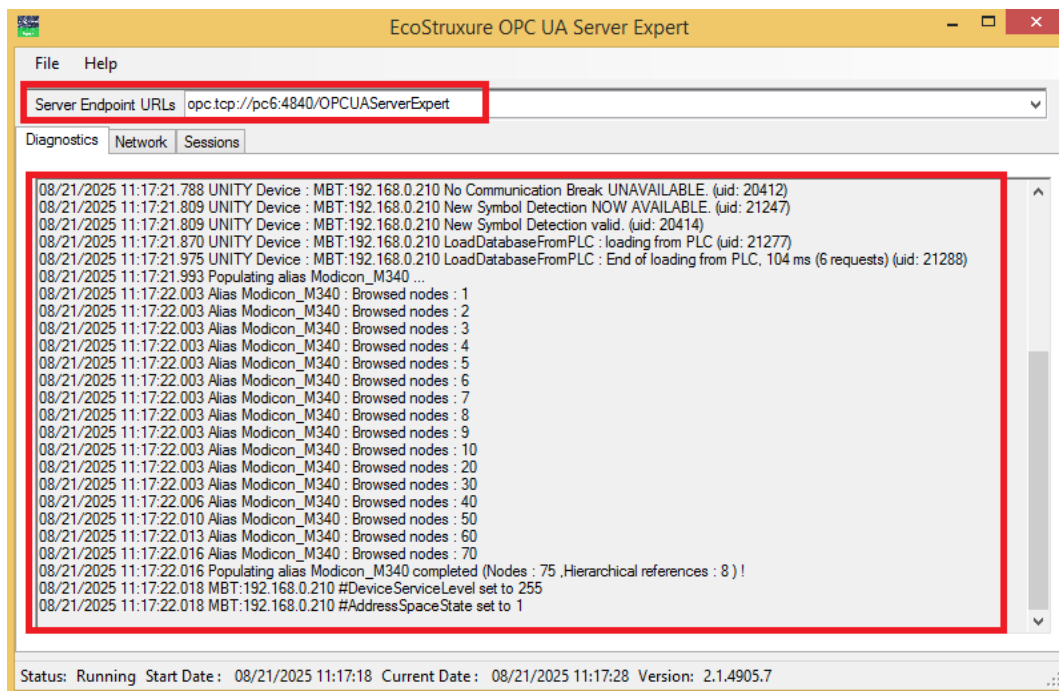 EcoStruxure OPC UA Server Expert
File Help
Server Endpoint URLs opc.tcp://pc6:4840/OPCUAServerExpert
Diagnostics Network Sessions
08/21/2025 11:17:21.788 UNITY Device : MBT:192.168.0.210 No Communication Break UNAVAILABLE. (uid: 20412)
08/21/2025 11:17:21.809 UNITY Device : MBT:192.168.0.210 New Symbol Detection NOW AVAILABLE. (uid: 21247)
08/21/2025 11:17:21.809 UNITY Device : MBT:192.168.0.210 New Symbol Detection valid. (uid: 20414)
08/21/2025 11:17:21.870 UNITY Device : MBT:192.168.0.210 LoadDatabaseFromPLC : loading from PLC (uid: 21277)
08/21/2025 11:17:21.975 UNITY Device : MBT:192.168.0.210 LoadDatabaseFromPLC : End of loading from PLC, 104 ms (6 requests) (uid: 21288)
08/21/2025 11:17:21.993 Populating alias Modicon_M340 ...
08/21/2025 11:17:22.003 Alias Modicon_M340 : Browsed nodes : 1
08/21/2025 11:17:22.003 Alias Modicon_M340 : Browsed nodes : 2
08/21/2025 11:17:22.003 Alias Modicon_M340 : Browsed nodes : 3
08/21/2025 11:17:22.003 Alias Modicon_M340 : Browsed nodes : 4
08/21/2025 11:17:22.003 Alias Modicon_M340 : Browsed nodes : 5
08/21/2025 11:17:22.003 Alias Modicon_M340 : Browsed nodes : 6
08/21/2025 11:17:22.003 Alias Modicon_M340 : Browsed nodes : 7
08/21/2025 11:17:22.003 Alias Modicon_M340 : Browsed nodes : 8
08/21/2025 11:17:22.003 Alias Modicon_M340 : Browsed nodes : 9
08/21/2025 11:17:22.003 Alias Modicon_M340 : Browsed nodes : 10
08/21/2025 11:17:22.003 Alias Modicon_M340 : Browsed nodes : 20
08/21/2025 11:17:22.003 Alias Modicon_M340 : Browsed nodes : 30
08/21/2025 11:17:22.006 Alias Modicon_M340 : Browsed nodes : 40
08/21/2025 11:17:22.010 Alias Modicon_M340 : Browsed nodes : 50
08/21/2025 11:17:22.013 Alias Modicon_M340 : Browsed nodes : 60
08/21/2025 11:17:22.016 Alias Modicon_M340 : Browsed nodes : 70
08/21/2025 11:17:22.016 Populating alias Modicon_M340 completed (Nodes : 75 ,Hierarchical references : 8 ) !
08/21/2025 11:17:22.018 MBT:192.168.0.210 #DeviceServiceLevel set to 255
08/21/2025 11:17:22.018 MBT:192.168.0.210 #AddressSpaceState set to 1
Status: Running Start Date : 08/21/2025 11:17:18 Current Date : 08/21/2025 11:17:28 Version: 2.1.4905.7